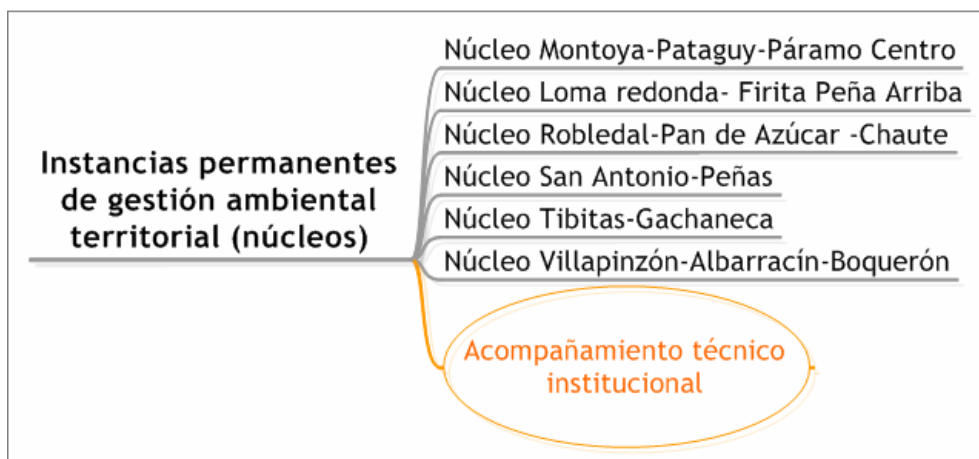 Instancias permanentes
de gestión ambiental
territorial (núcleos)
Núcleo Montoya-Pataguy-Páramo Centro
Núcleo Loma redonda- Firita Peña Arriba
Núcleo Robledal-Pan de Azúcar -Chaute
Núcleo San Antonio-Peñas
Núcleo Tibitas-Gachaneca
Núcleo Villapinzón-Albarracín-Boquerón
Acompañamiento técnico
institucional